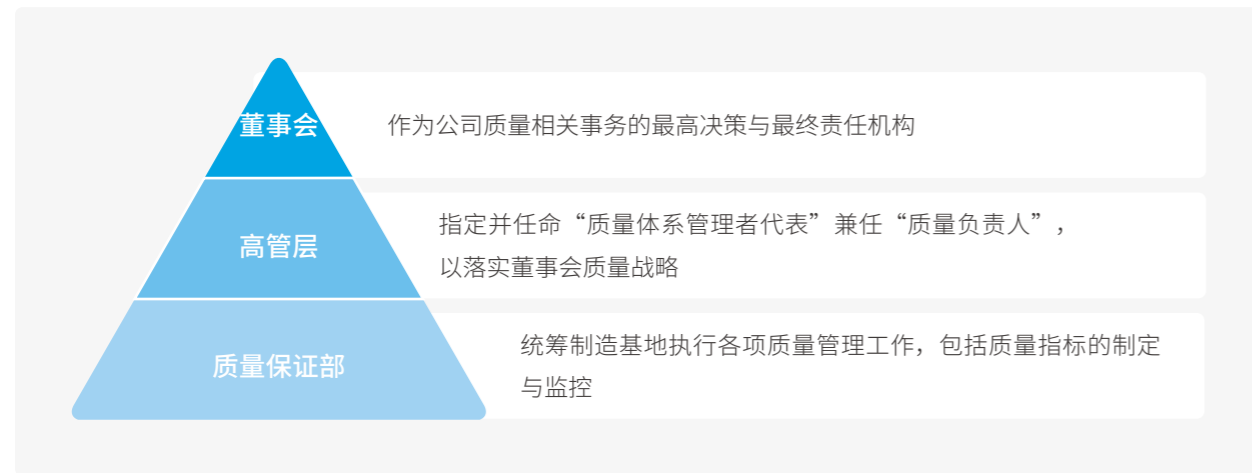 董事会
作为公司质量相关事务的最高决策与最终责任机构
高管层
指定并任命“质量体系管理者代表”兼任“质量负责人”，
以落实董事会质量战略
质量保证部
统筹制造基地执行各项质量管理工作，包括质量指标的制定
与监控